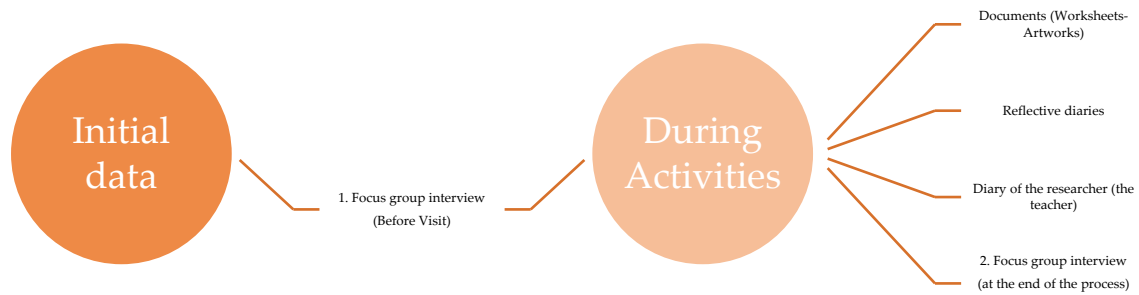 Initial
data
1. Focus group interview
(Before Visit)
During
Activities
Documents (Worksheets-
Artworks)
Reflective diaries
Diary of the researcher (the
teacher)
2. Focus group interview
(at the end of the process)